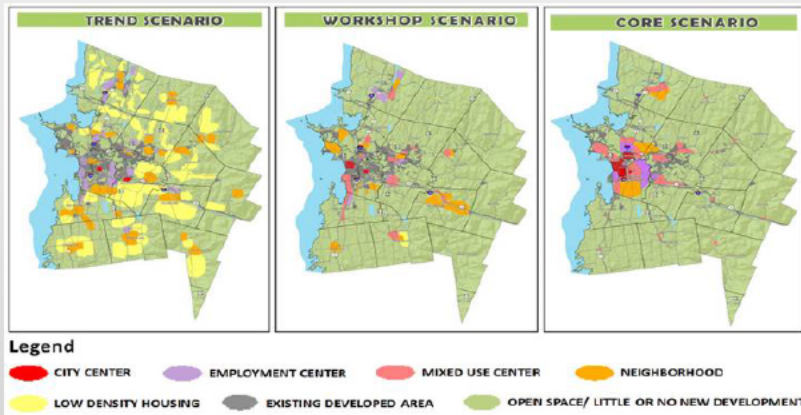 TREND SCENARIO
WORKSHOP SCENARIO
CORE SCENARIO
Legend
CITY CENTER
EMPLOYMENT CENTER
MIXED USE CENTER
NEIGHBORHOOD
LOW DENSITY HOUSING
EXISTING DEVELOPED AREA
OPEN SPACE/ LITTLE OR NO NEW DEVELOPMENT